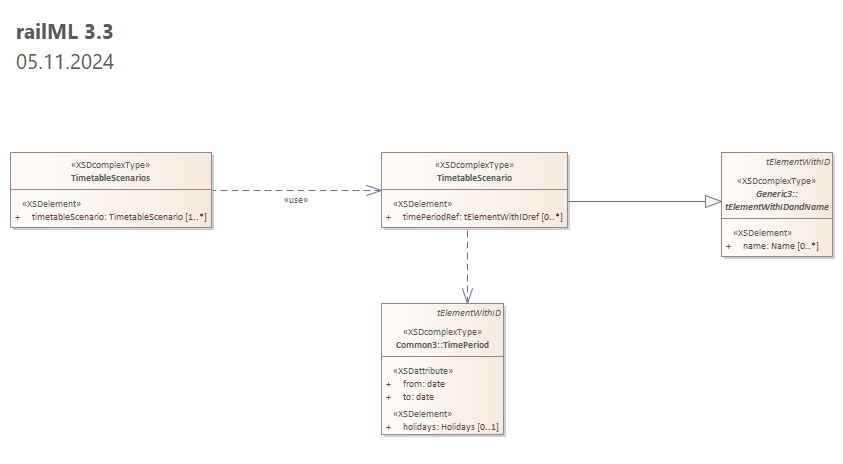 railML 3.3
05.11.2024
«XSDcomplexType»
TimetableScenarios
«XSDelement»
+ timetableScenario: TimetableScenario [1..*]
«use»
«XSDcomplexType»
TimetableScenario
«XSDelement»
+ timePeriodRef: tElementWithIDref [0..*]
tElementWithID
«XSDcomplexType»
Generic3::
tElementWithIDandName
«XSDelement»
+ name: Name [0..*]
tElementWithID
«XSDcomplexType»
Common3::TimePeriod
«XSDattribute»
+ from: date
+ to: date
«XSDelement»
+ holidays: Holidays [0..1]